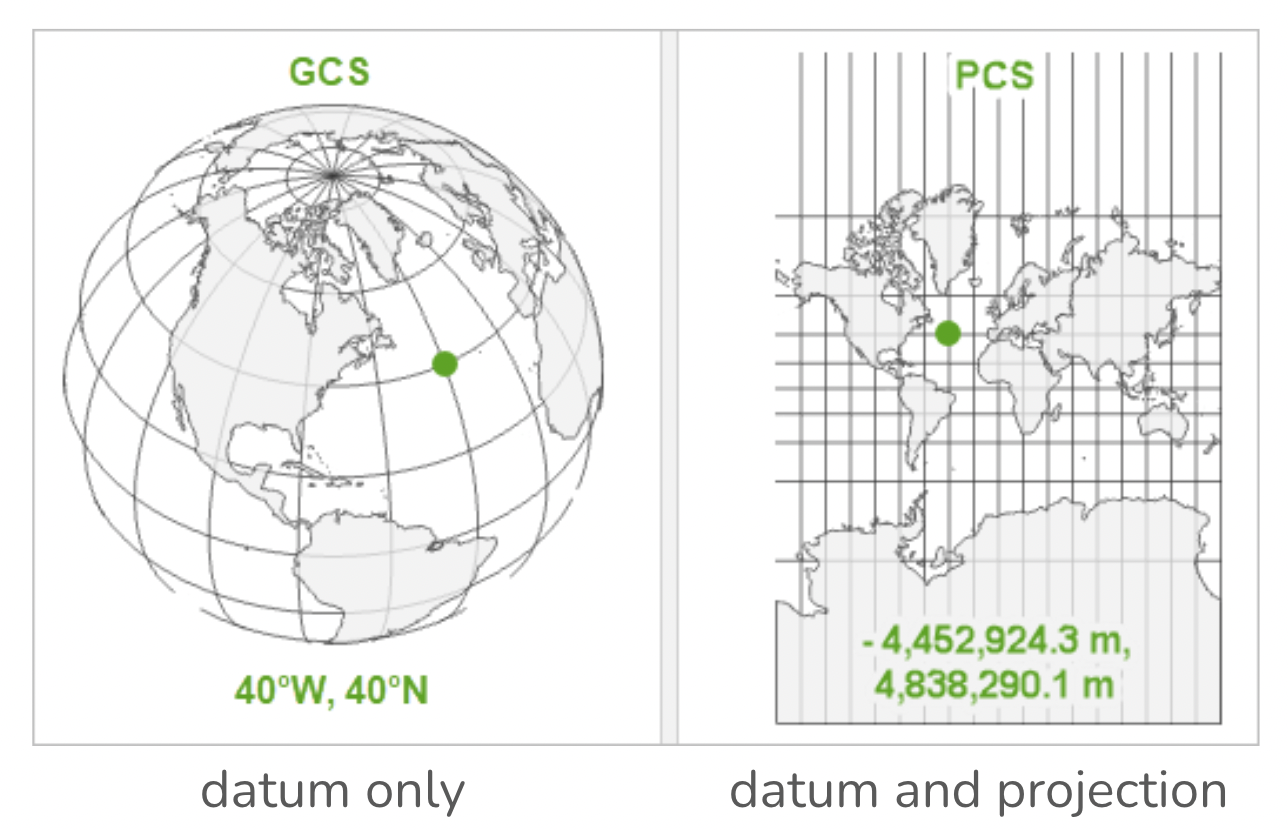 GCS
PCS
40°W, 40°N
- 4,452,924.3 m,
4,838,290.1 m
datum only
datum and projection